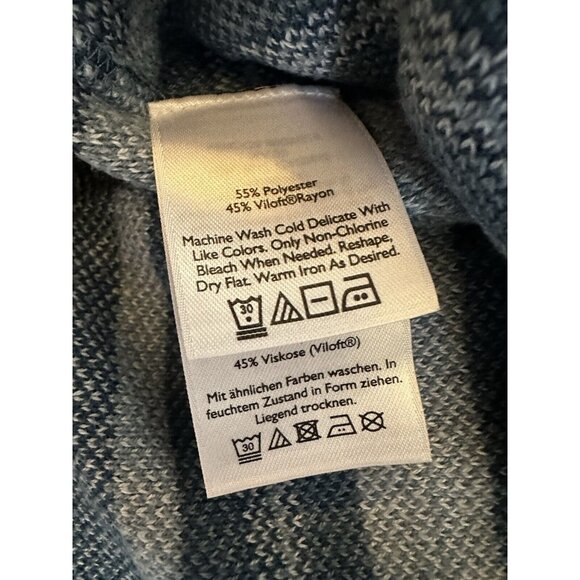 55% Polyester
45% Viloft®Rayon
Machine Wash Cold Delicate With
Like Colors. Only Non-Chlorine
Bleach When Needed. Reshape,
Dry Flat. Warm Iron As Desired.
30
45% Viskose (Viloft®)
Mit ähnlichen Farben waschen. In
feuchtem Zustand in Form ziehen.
Liegend trocknen.
30